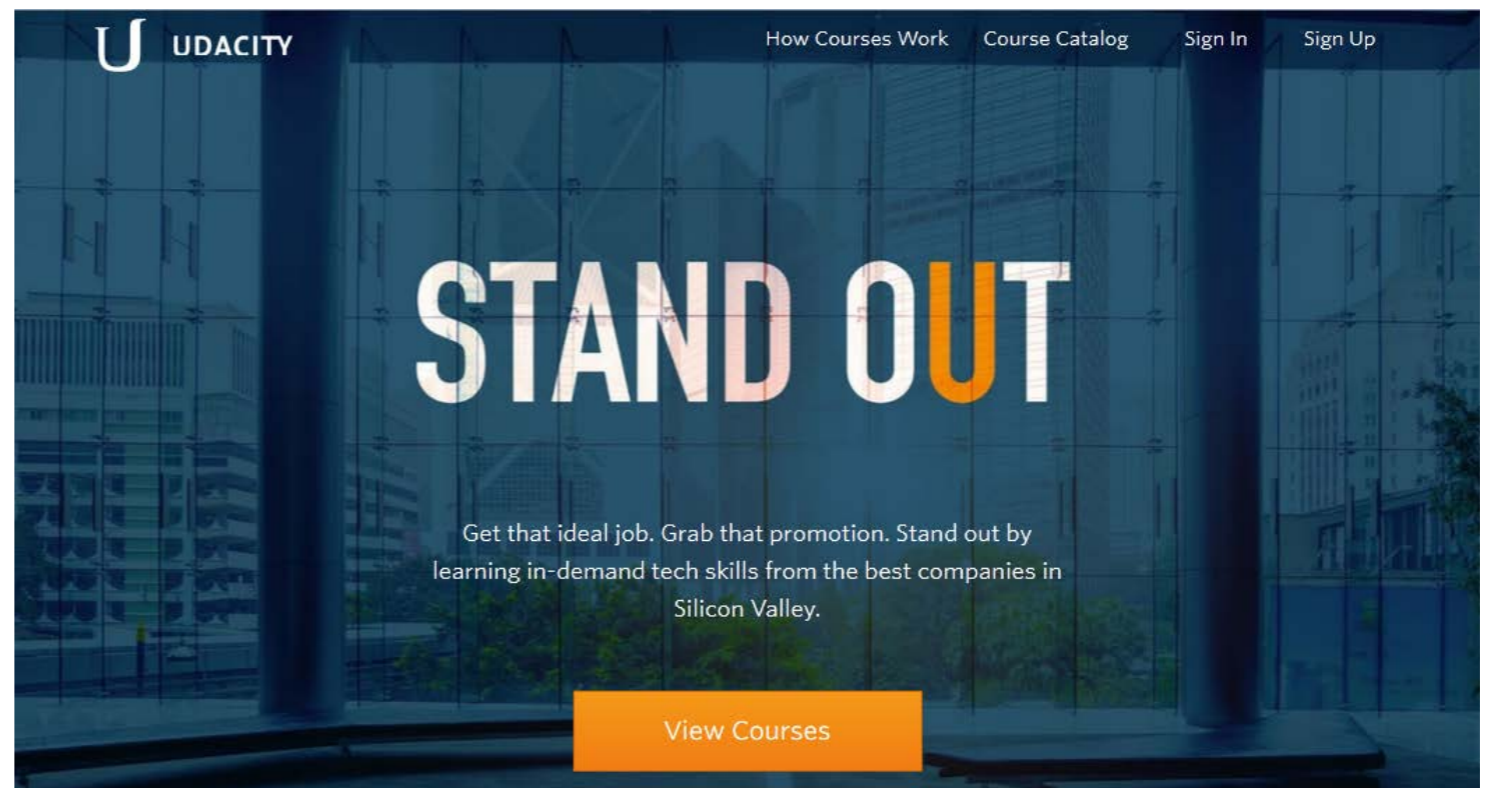 U UDACITY
How Courses Work Course Catalog Sign In Sign Up
STAND OUT
Get that ideal job. Grab that promotion. Stand out by
learning in-demand tech skills from the best companies in
Silicon Valley.
View Courses